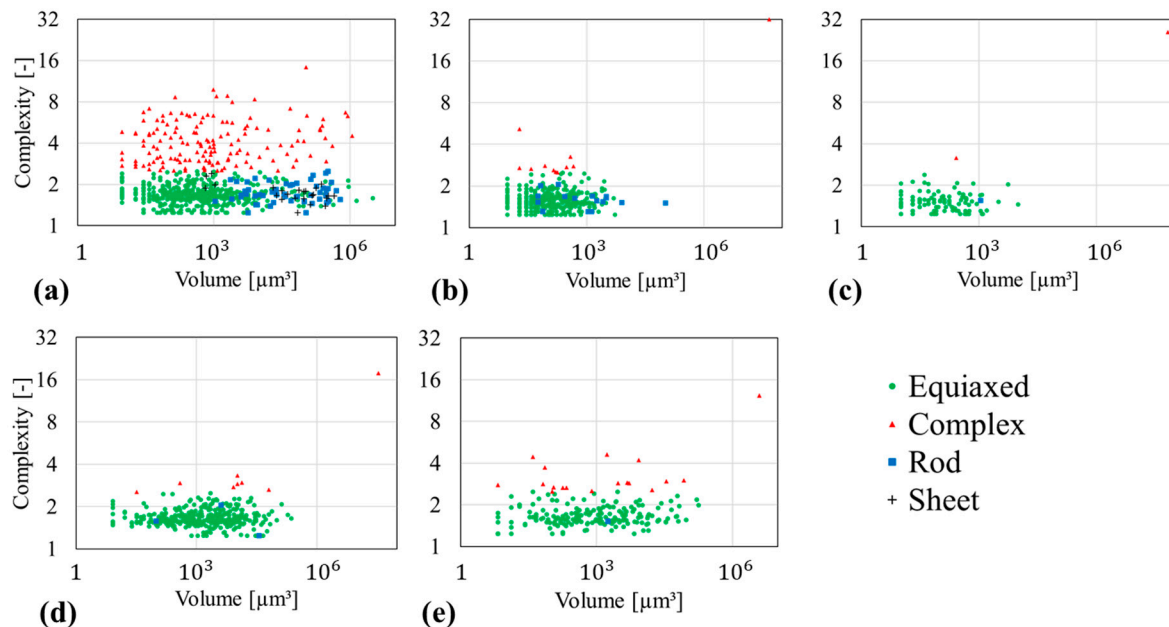 32
16
8
4
2
1
Complexity [-]
1 10³ 10⁶
Volume [µm³]
(a)
32
16
8
4
2
1
1 10³ 10⁶
Volume [µm³]
(b)
32
16
8
4
2
1
1 10³ 10⁶
Volume [µm³]
(c)
32
16
8
4
2
1
Complexity [-]
1 10³ 10⁶
Volume [µm³]
(d)
32
16
8
4
2
1
Complexity [-]
1 10³ 10⁶
Volume [µm³]
(e)
Equiaxed
Complex
Rod
Sheet